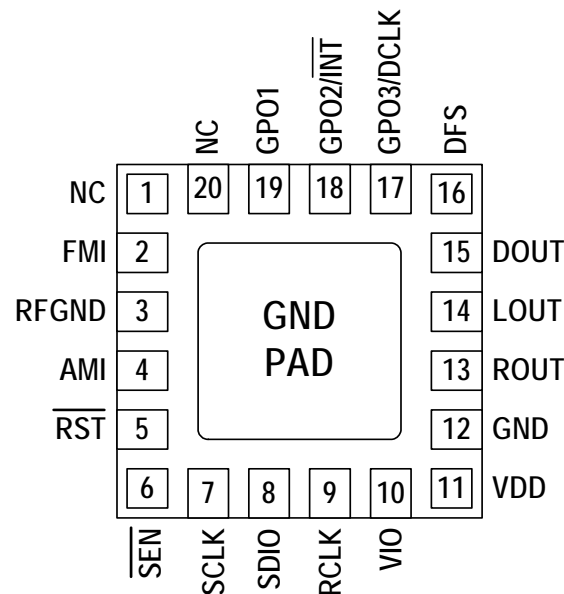 NC
GPO1
GPO2/INT
GPO3/DCLK
DFS
NC 1 20 19 18 17 16
FMI 2 15 DOUT
RFGND 3 14 LOUT
GND
PAD
AMI 4 13 ROUT
RST 5 12 GND
6 7 8 9 10 11 VDD
SEN
SCLK
SDIO
RCLK
VIO